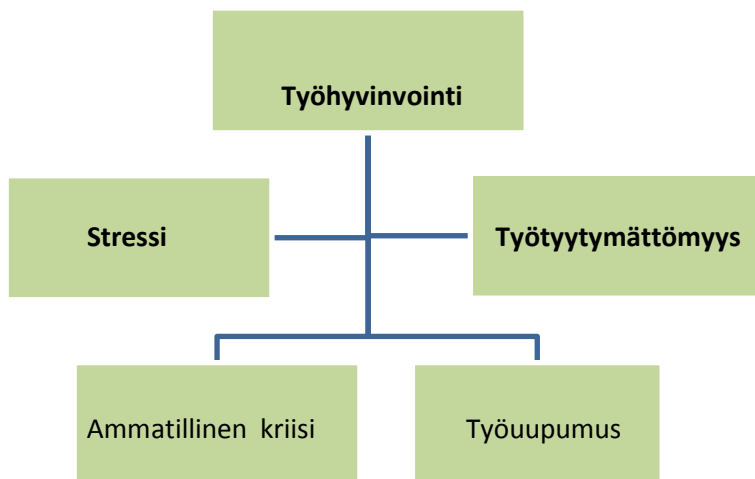 Työhyvinvointi
Stressi
Työtyytymättömyys
Ammatillinen kriisi
Työuupumus